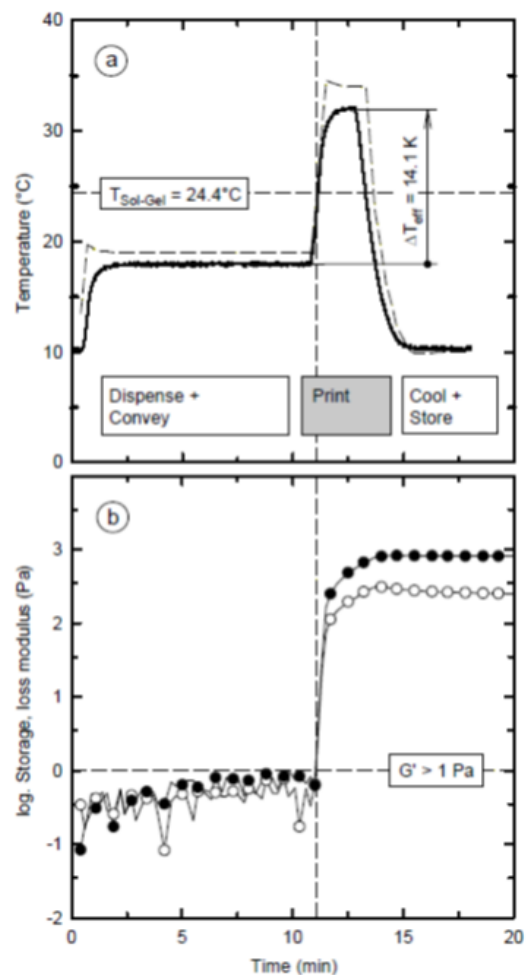 40
a
30
T_Sol-Gel = 24.4°C
ΔT_eff = 14.1 K
20
10
Dispense +
Convey
Print
Cool +
Store
0
Temperature (°C)
b
3
2
1
0
G' > 1 Pa
-1
-2
log. Storage, loss modulus (Pa)
0
5
10
15
20
Time (min)